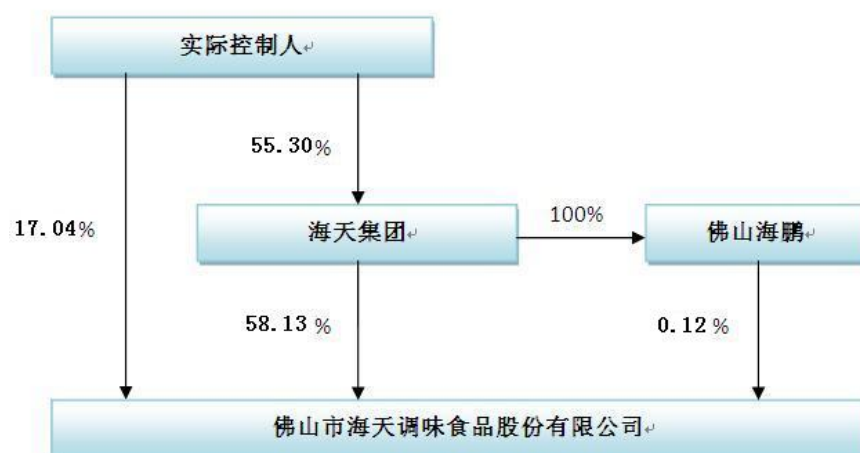 实际控制人
55.30%
17.04%
海天集团
100%
佛山海鹏
58.13 %
0.12 %
佛山市海天调味食品股份有限公司